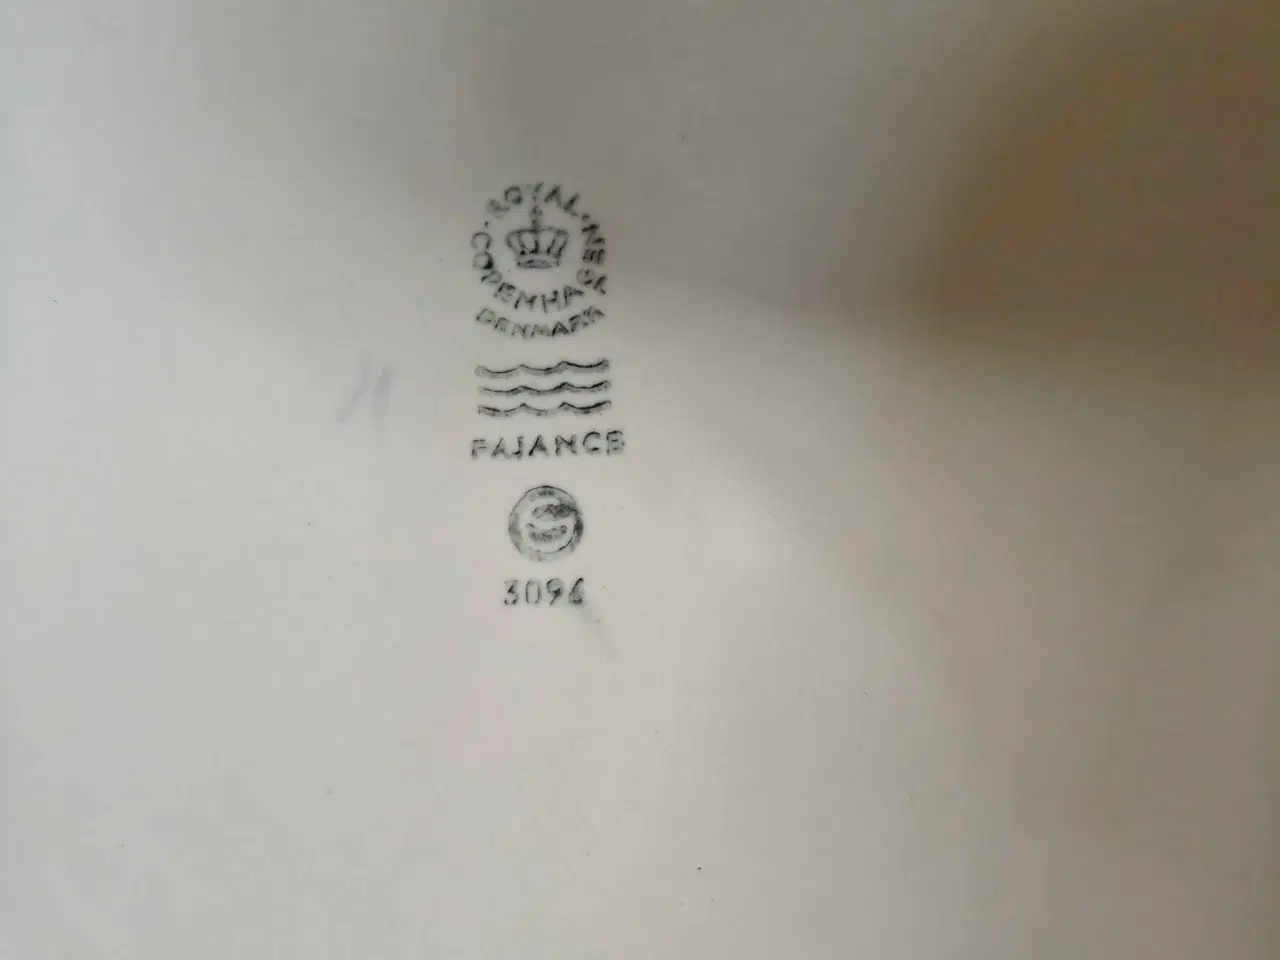 ROYAL · COPENHAGEN ·
DENMARK
FAJANCE
3096